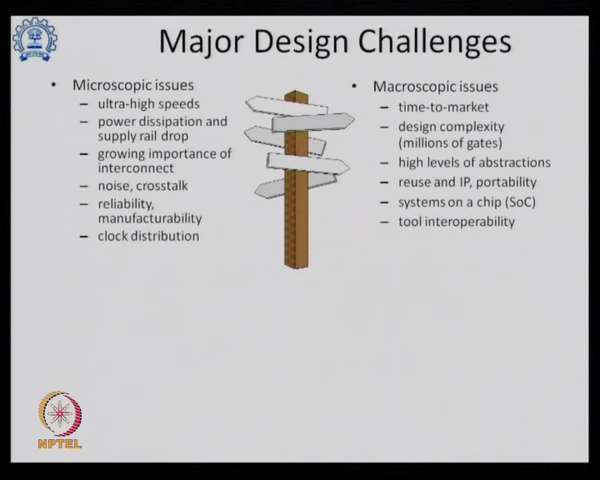 Major Design Challenges
• Microscopic issues
– ultra-high speeds
– power dissipation and
supply rail drop
– growing importance of
interconnect
– noise, crosstalk
– reliability,
manufacturability
– clock distribution
• Macroscopic issues
– time-to-market
– design complexity
(millions of gates)
– high levels of abstractions
– reuse and IP, portability
– systems on a chip (SoC)
– tool interoperability
NPTEL